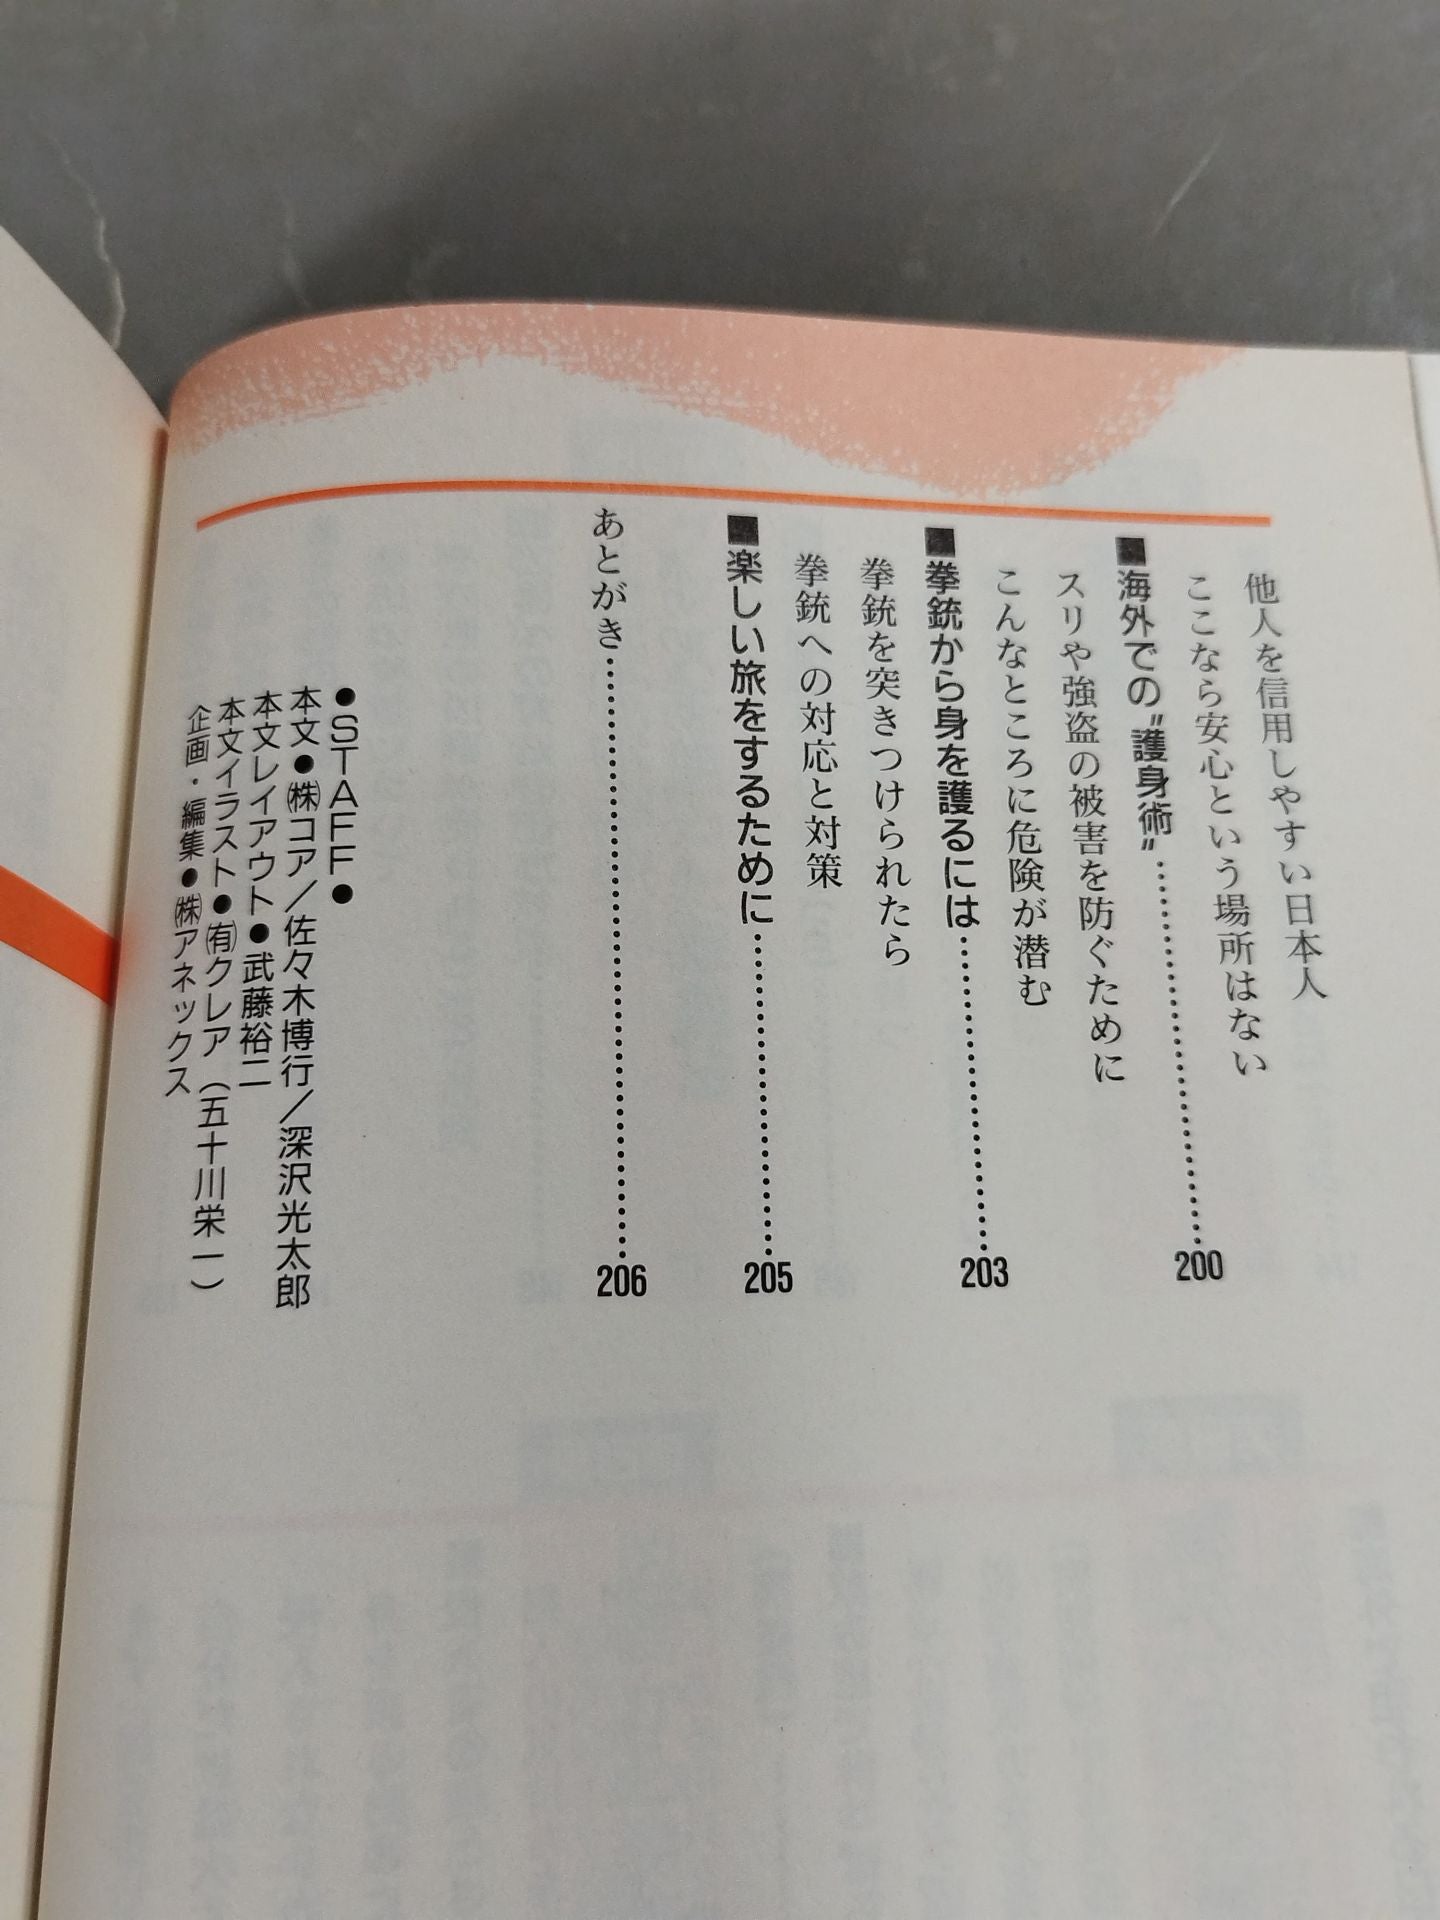 他人を信用しやすい日本人
ここなら安心という場所はない
■海外での〝護身術〟……………………200
スリや強盗の被害を防ぐために
こんなところに危険が潜む
■拳銃から身を護るには……………………203
拳銃を突きつけられたら
拳銃への対応と対策
■楽しい旅をするために……………………205
あとがき……………………206
●STAFF●
本文●㈱コア／佐々木博行／深沢光太郎
本文レイアウト●武藤裕二
本文イラスト●㈲クレア（五十川栄一）
企画・編集●㈱アネックス